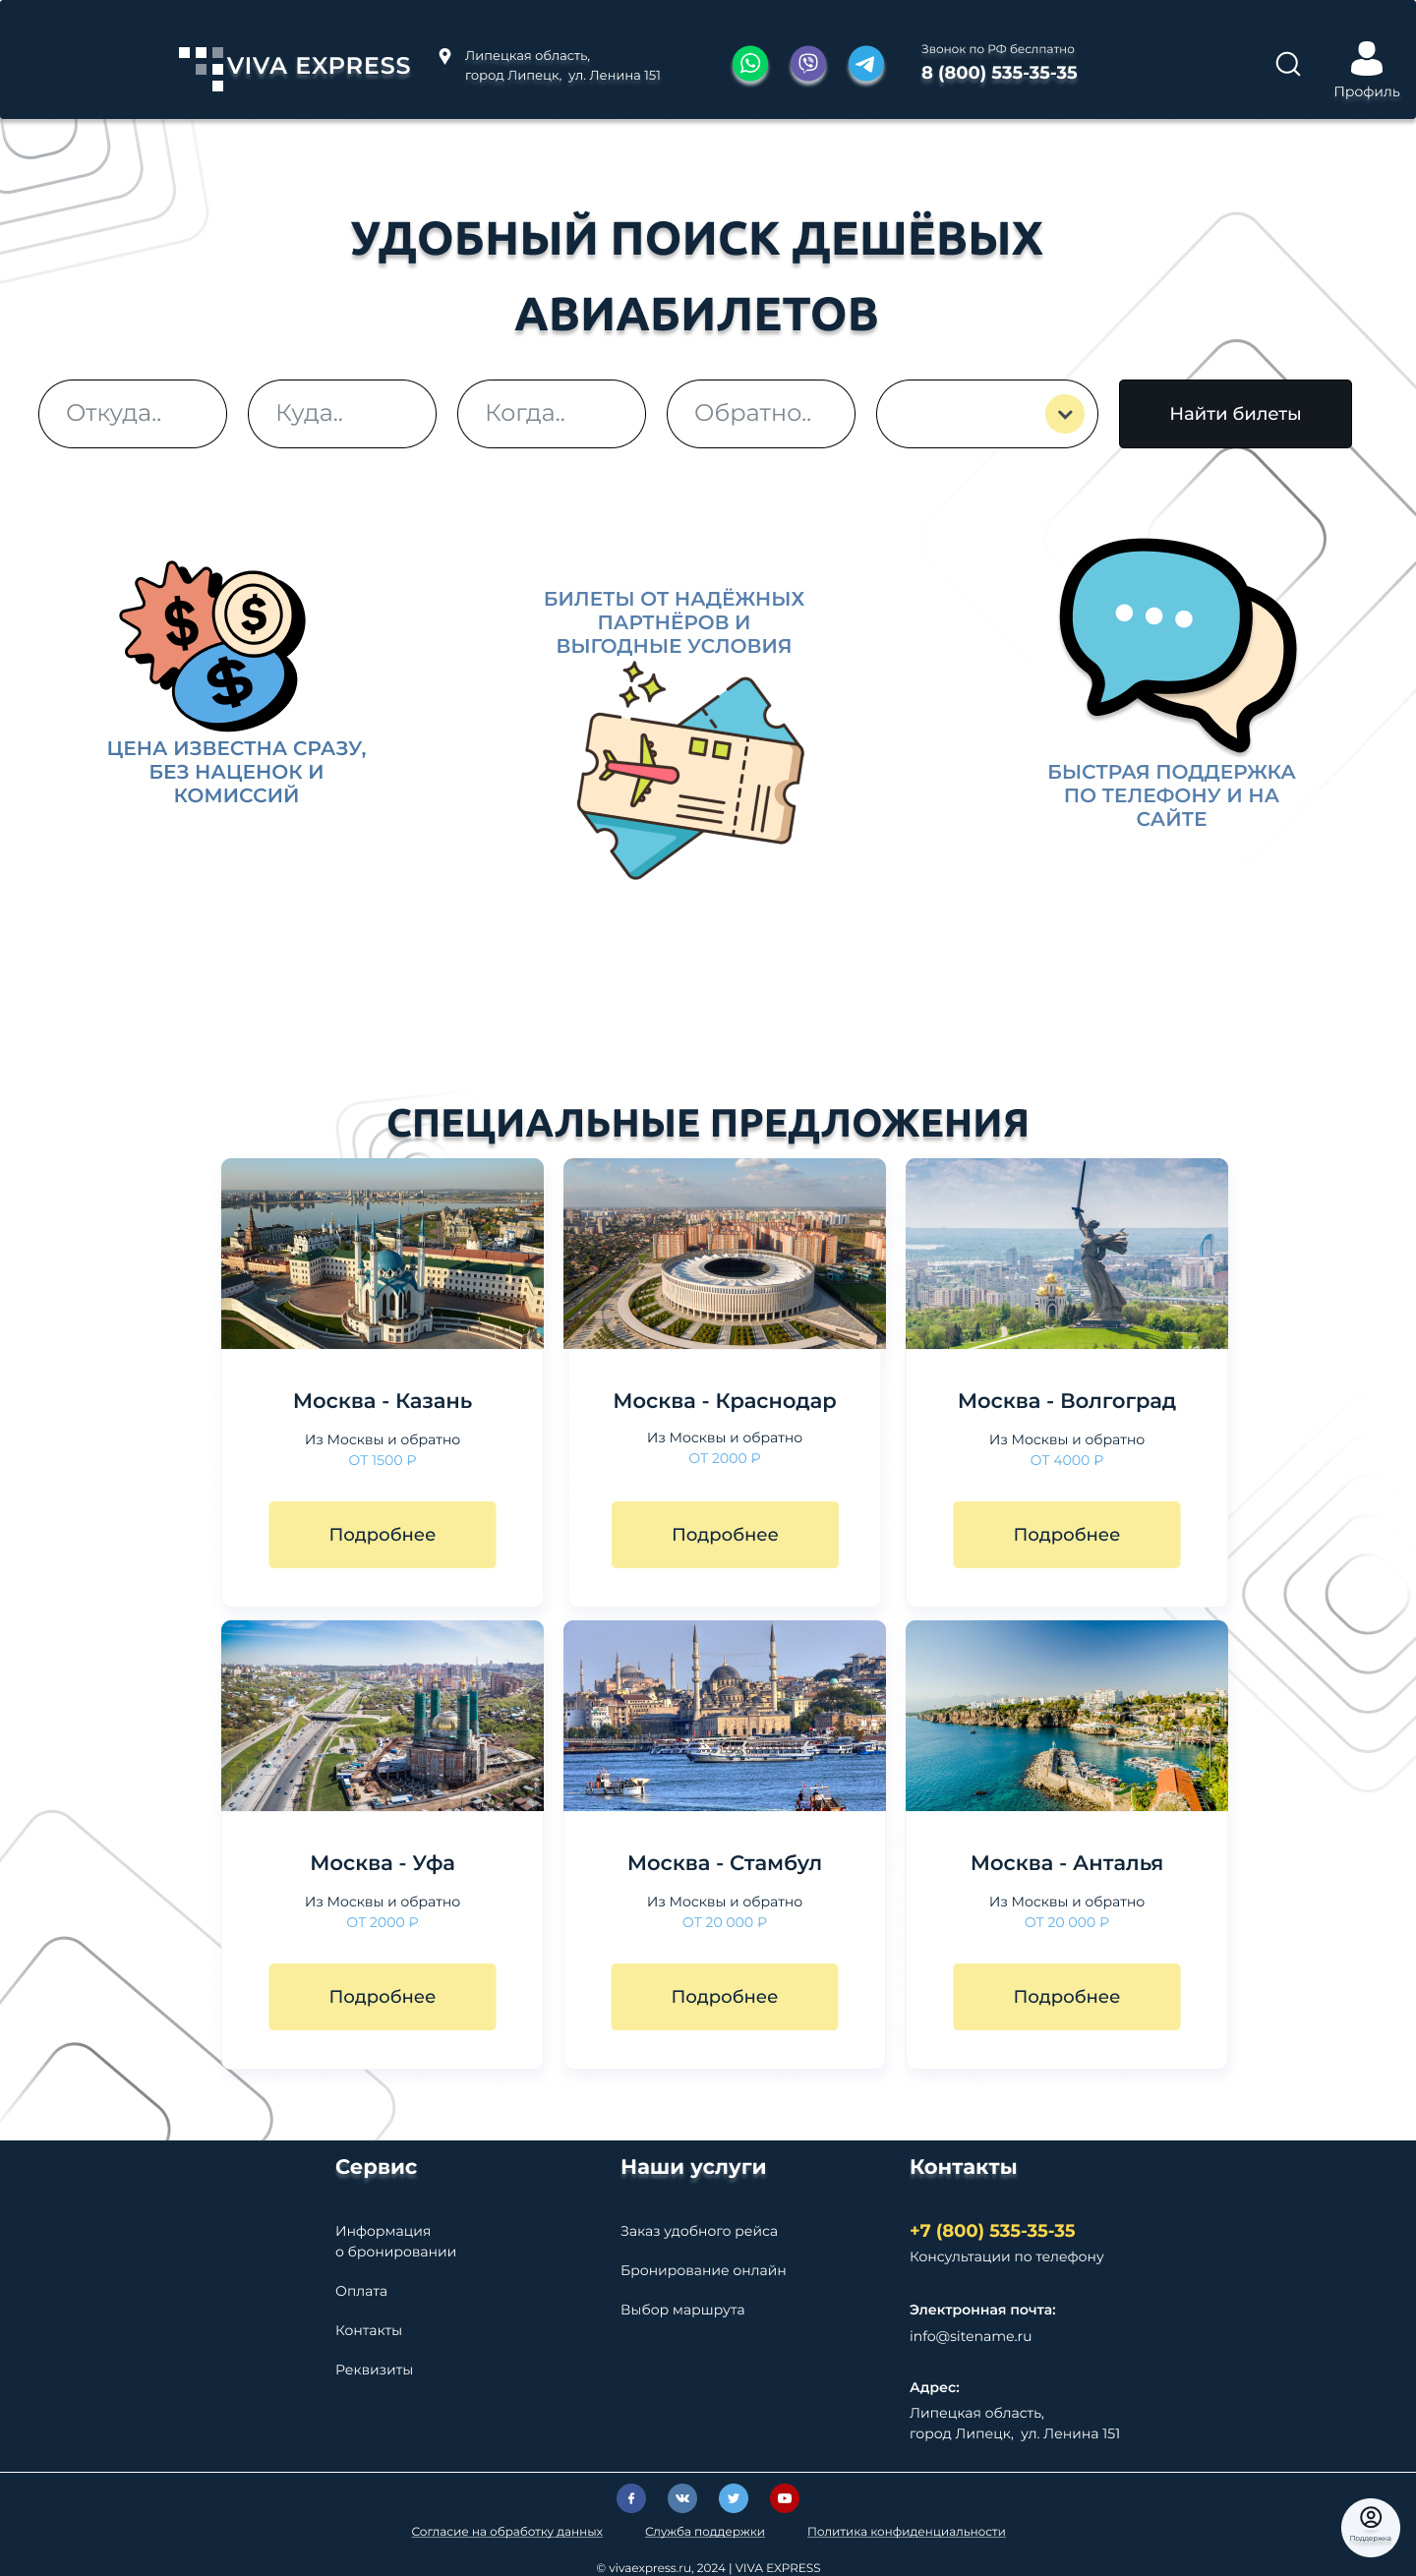 VIVA EXPRESS
Липецкая область,
город Липецк, ул. Ленина 151
Звонок по РФ беслпатно
8 (800) 535-35-35
Профиль
УДОБНЫЙ ПОИСК ДЕШЁВЫХ
АВИАБИЛЕТОВ
Откуда..
Куда..
Когда..
Обратно..
Найти билеты
ЦЕНА ИЗВЕСТНА СРАЗУ,
БЕЗ НАЦЕНОК И
КОМИССИЙ
БИЛЕТЫ ОТ НАДЁЖНЫХ
ПАРТНЁРОВ И
ВЫГОДНЫЕ УСЛОВИЯ
БЫСТРАЯ ПОДДЕРЖКА
ПО ТЕЛЕФОНУ И НА
САЙТЕ
СПЕЦИАЛЬНЫЕ ПРЕДЛОЖЕНИЯ
Москва - Казань
Из Москвы и обратно
ОТ 1500 ₽
Подробнее
Москва - Краснодар
Из Москвы и обратно
ОТ 2000 ₽
Подробнее
Москва - Волгоград
Из Москвы и обратно
ОТ 4000 ₽
Подробнее
Москва - Уфа
Из Москвы и обратно
ОТ 2000 ₽
Подробнее
Москва - Стамбул
Из Москвы и обратно
ОТ 20 000 ₽
Подробнее
Москва - Анталья
Из Москвы и обратно
ОТ 20 000 ₽
Подробнее
Сервис
Информация
о бронировании
Оплата
Контакты
Реквизиты
Наши услуги
Заказ удобного рейса
Бронирование онлайн
Выбор маршрута
Контакты
+7 (800) 535-35-35
Консультации по телефону
Электронная почта:
info@sitename.ru
Адрес:
Липецкая область,
город Липецк, ул. Ленина 151
Согласие на обработку данных
Служба поддержки
Политика конфиденциальности
Поддержка
© vivaexpress.ru, 2024 | VIVA EXPRESS